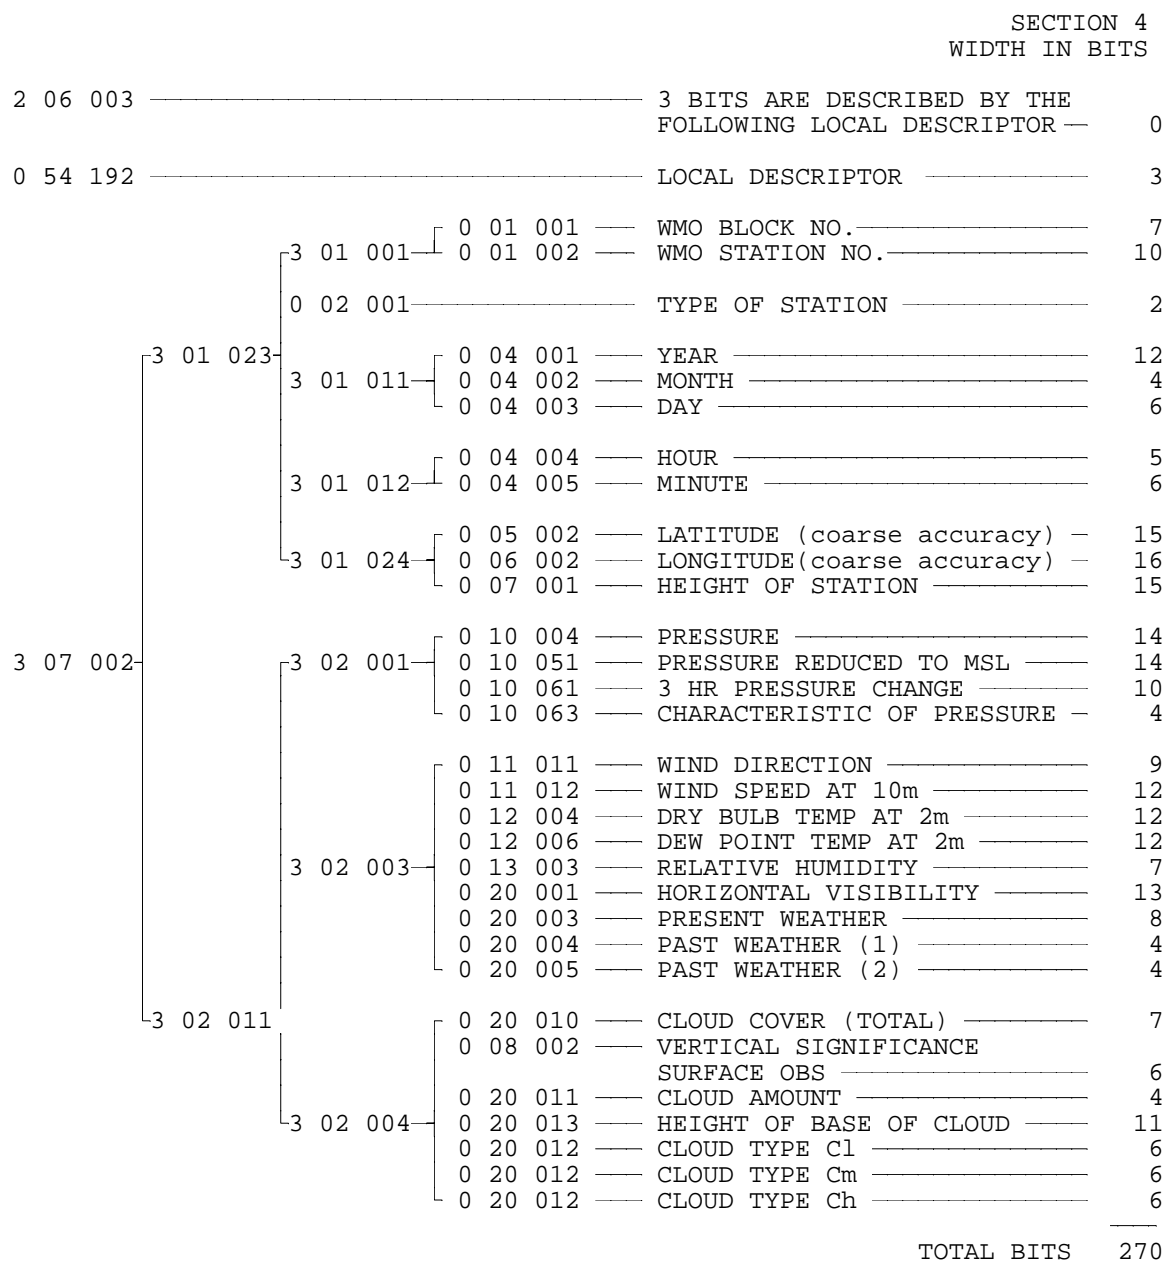 SECTION 4
WIDTH IN BITS
2 06 003 3 BITS ARE DESCRIBED BY THE
FOLLOWING LOCAL DESCRIPTOR 0
0 54 192 LOCAL DESCRIPTOR 3
0 01 001 WMO BLOCK NO. 7
3 01 001 0 01 002 WMO STATION NO. 10
0 02 001 TYPE OF STATION 2
3 01 023 0 04 001 YEAR 12
3 01 011 0 04 002 MONTH 4
0 04 003 DAY 6
0 04 004 HOUR 5
3 01 012 0 04 005 MINUTE 6
0 05 002 LATITUDE (coarse accuracy) 15
3 01 024 0 06 002 LONGITUDE(coarse accuracy) 16
0 07 001 HEIGHT OF STATION 15
0 10 004 PRESSURE 14
3 07 002 3 02 001 0 10 051 PRESSURE REDUCED TO MSL 14
0 10 061 3 HR PRESSURE CHANGE 10
0 10 063 CHARACTERISTIC OF PRESSURE 4
0 11 011 WIND DIRECTION 9
0 11 012 WIND SPEED AT 10m 12
0 12 004 DRY BULB TEMP AT 2m 12
0 12 006 DEW POINT TEMP AT 2m 12
3 02 003 0 13 003 RELATIVE HUMIDITY 7
0 20 001 HORIZONTAL VISIBILITY 13
0 20 003 PRESENT WEATHER 8
0 20 004 PAST WEATHER (1) 4
0 20 005 PAST WEATHER (2) 4
3 02 011 0 20 010 CLOUD COVER (TOTAL) 7
0 08 002 VERTICAL SIGNIFICANCE
SURFACE OBS 6
0 20 011 CLOUD AMOUNT 4
3 02 004 0 20 013 HEIGHT OF BASE OF CLOUD 11
0 20 012 CLOUD TYPE Cl 6
0 20 012 CLOUD TYPE Cm 6
0 20 012 CLOUD TYPE Ch 6
TOTAL BITS 270